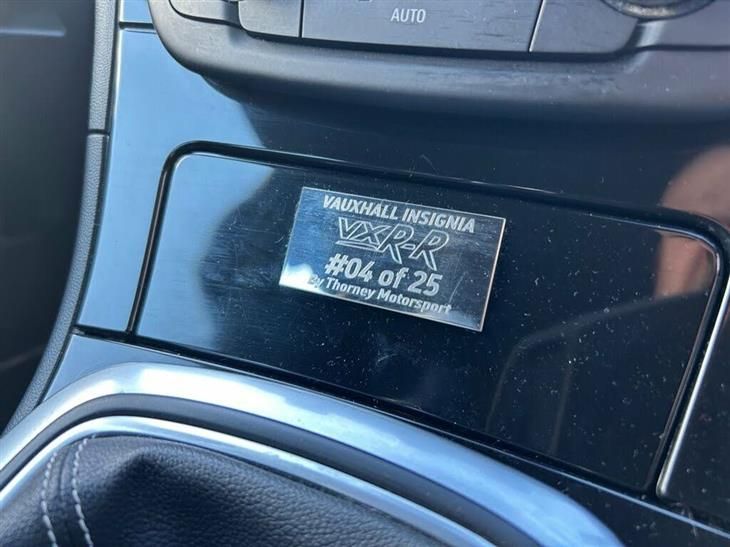 AUTO
VAUXHALL INSIGNIA
VXR-R
#04 of 25
By Thorney Motorsport